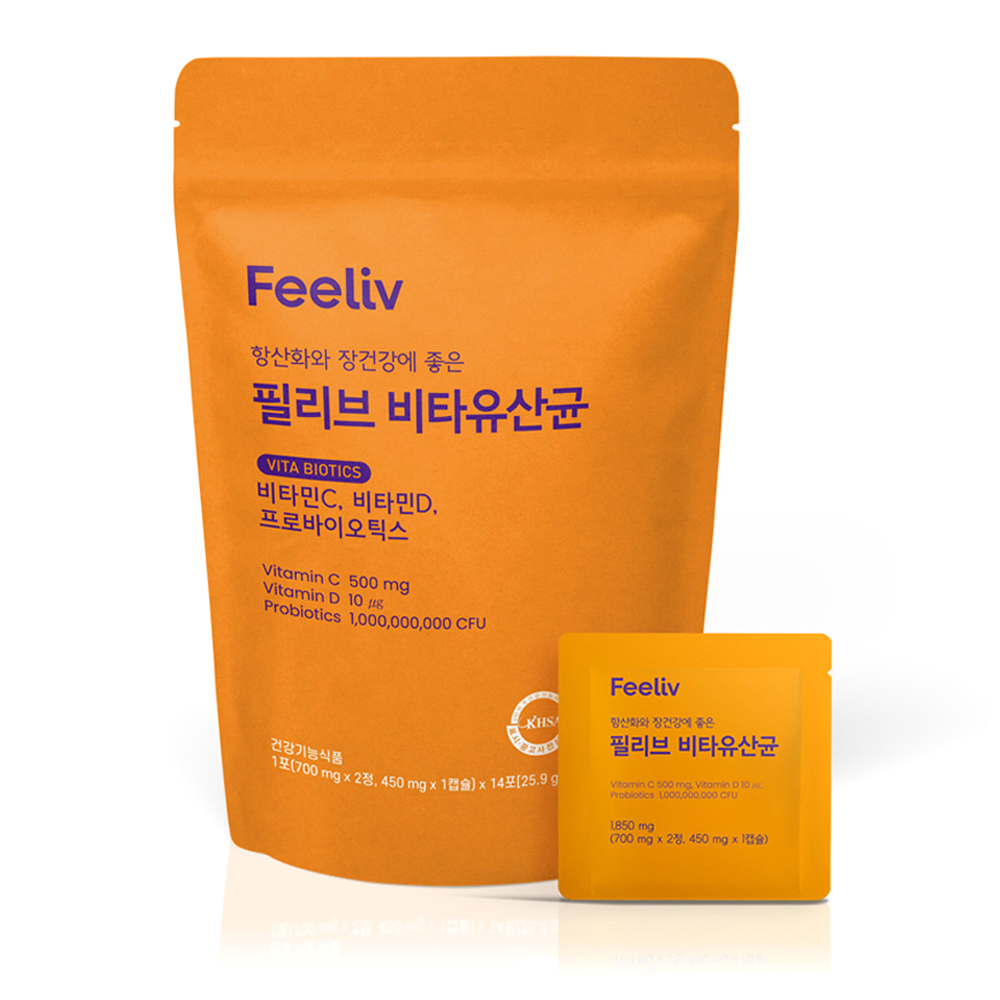 Feeliv
항산화와 장건강에 좋은
필리브 비타유산균
VITA BIOTICS
비타민C, 비타민D,
프로바이오틱스
Vitamin C 500 mg
Vitamin D 10 ㎍
Probiotics 1,000,000,000 CFU
KHSA
건강기능식품
1포(700 mg x 2정, 450 mg x 1캡슐) x 14포(25.9 g
Feeliv
항산화와 장건강에 좋은
필리브 비타유산균
Vitamin C 500 mg, Vitamin D 10 ㎍,
Probiotics 1,000,000,000 CFU
1,850 mg
(700 mg x 2정, 450 mg x 1캡슐)